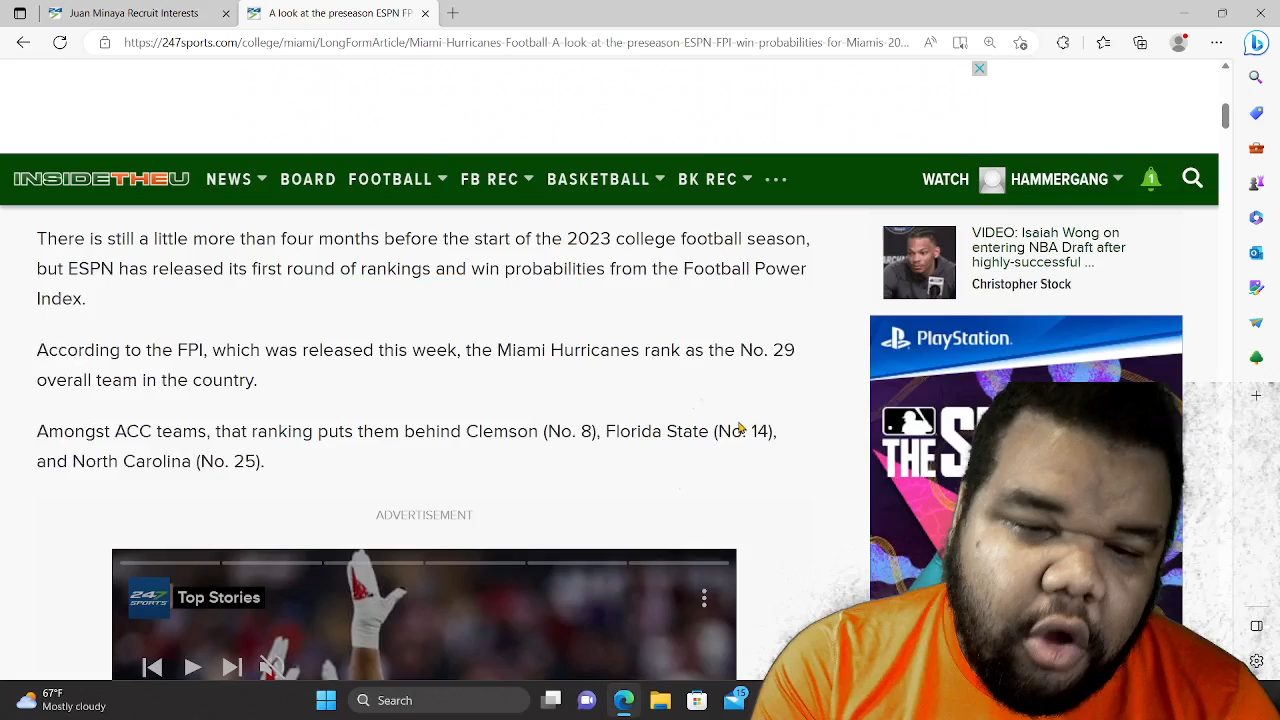 Juan Minaya Recruit Interests
A look at the preseason ESPN FP
https://247sports.com/college/miami/LongFormArticle/Miami-Hurricanes-Football-A-look-at-the-preseason-ESPN-FPI-win-probabilities-for-Miamis-20...
INSIDETHEU NEWS BOARD FOOTBALL FB REC BASKETBALL BK REC ... WATCH HAMMERGANG 1
There is still a little more than four months before the start of the 2023 college football season,
but ESPN has released its first round of rankings and win probabilities from the Football Power
Index.
According to the FPI, which was released this week, the Miami Hurricanes rank as the No. 29
overall team in the country.
Amongst ACC teams, that ranking puts them behind Clemson (No. 8), Florida State (No. 14),
and North Carolina (No. 25).
ADVERTISEMENT
247 SPORTS
Top Stories
VIDEO: Isaiah Wong on
entering NBA Draft after
highly-successful ...
Christopher Stock
PlayStation.
THE
67°F
Mostly cloudy
Search
15